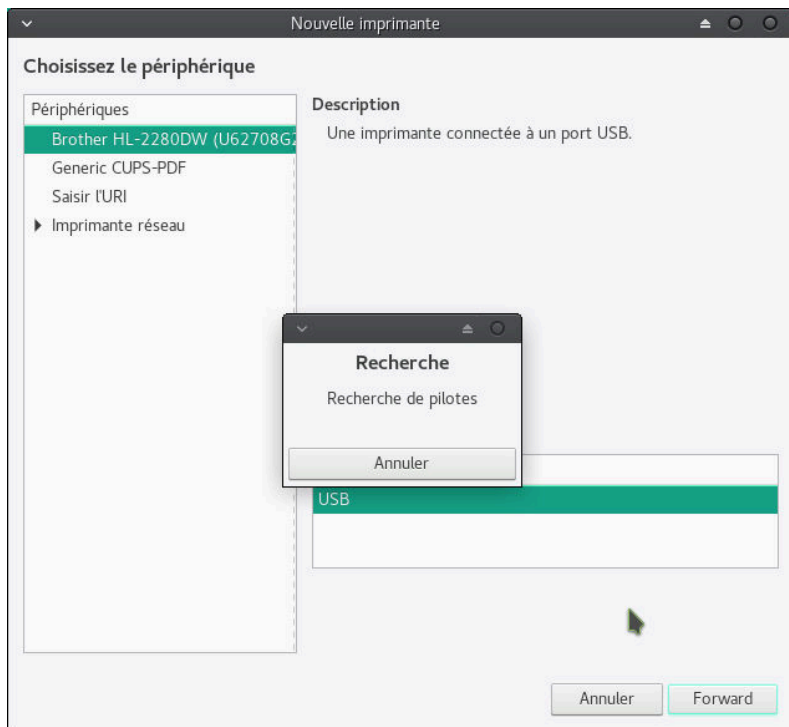 Nouvelle imprimante
Choisissez le périphérique
Périphériques
Brother HL-2280DW (U62708G2
Generic CUPS-PDF
Saisir l'URI
Imprimante réseau
Description
Une imprimante connectée à un port USB.
Recherche
Recherche de pilotes
Annuler
USB
Annuler
Forward